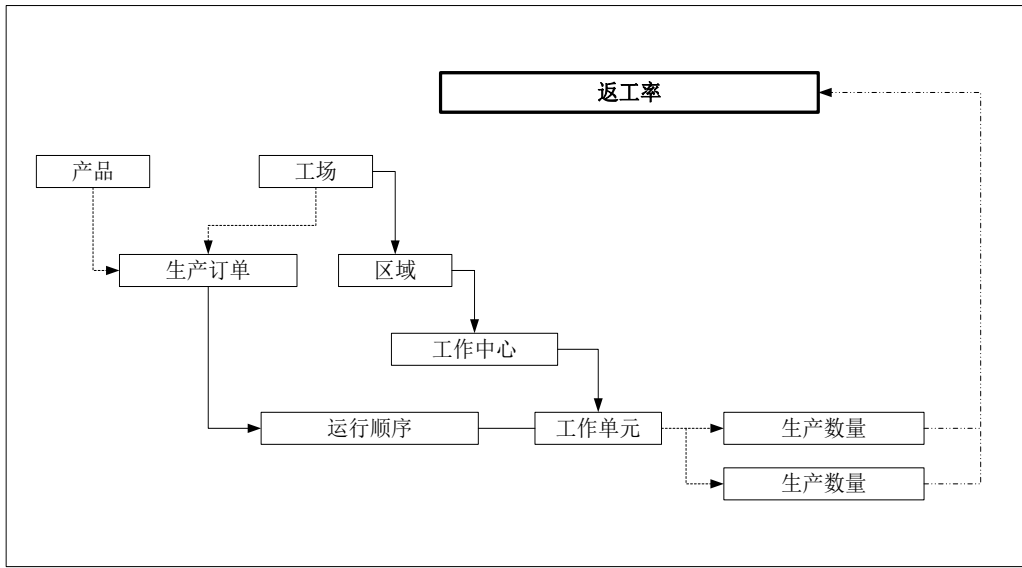 返工率
产品
工场
生产订单
区域
工作中心
运行顺序
工作单元
生产数量
生产数量